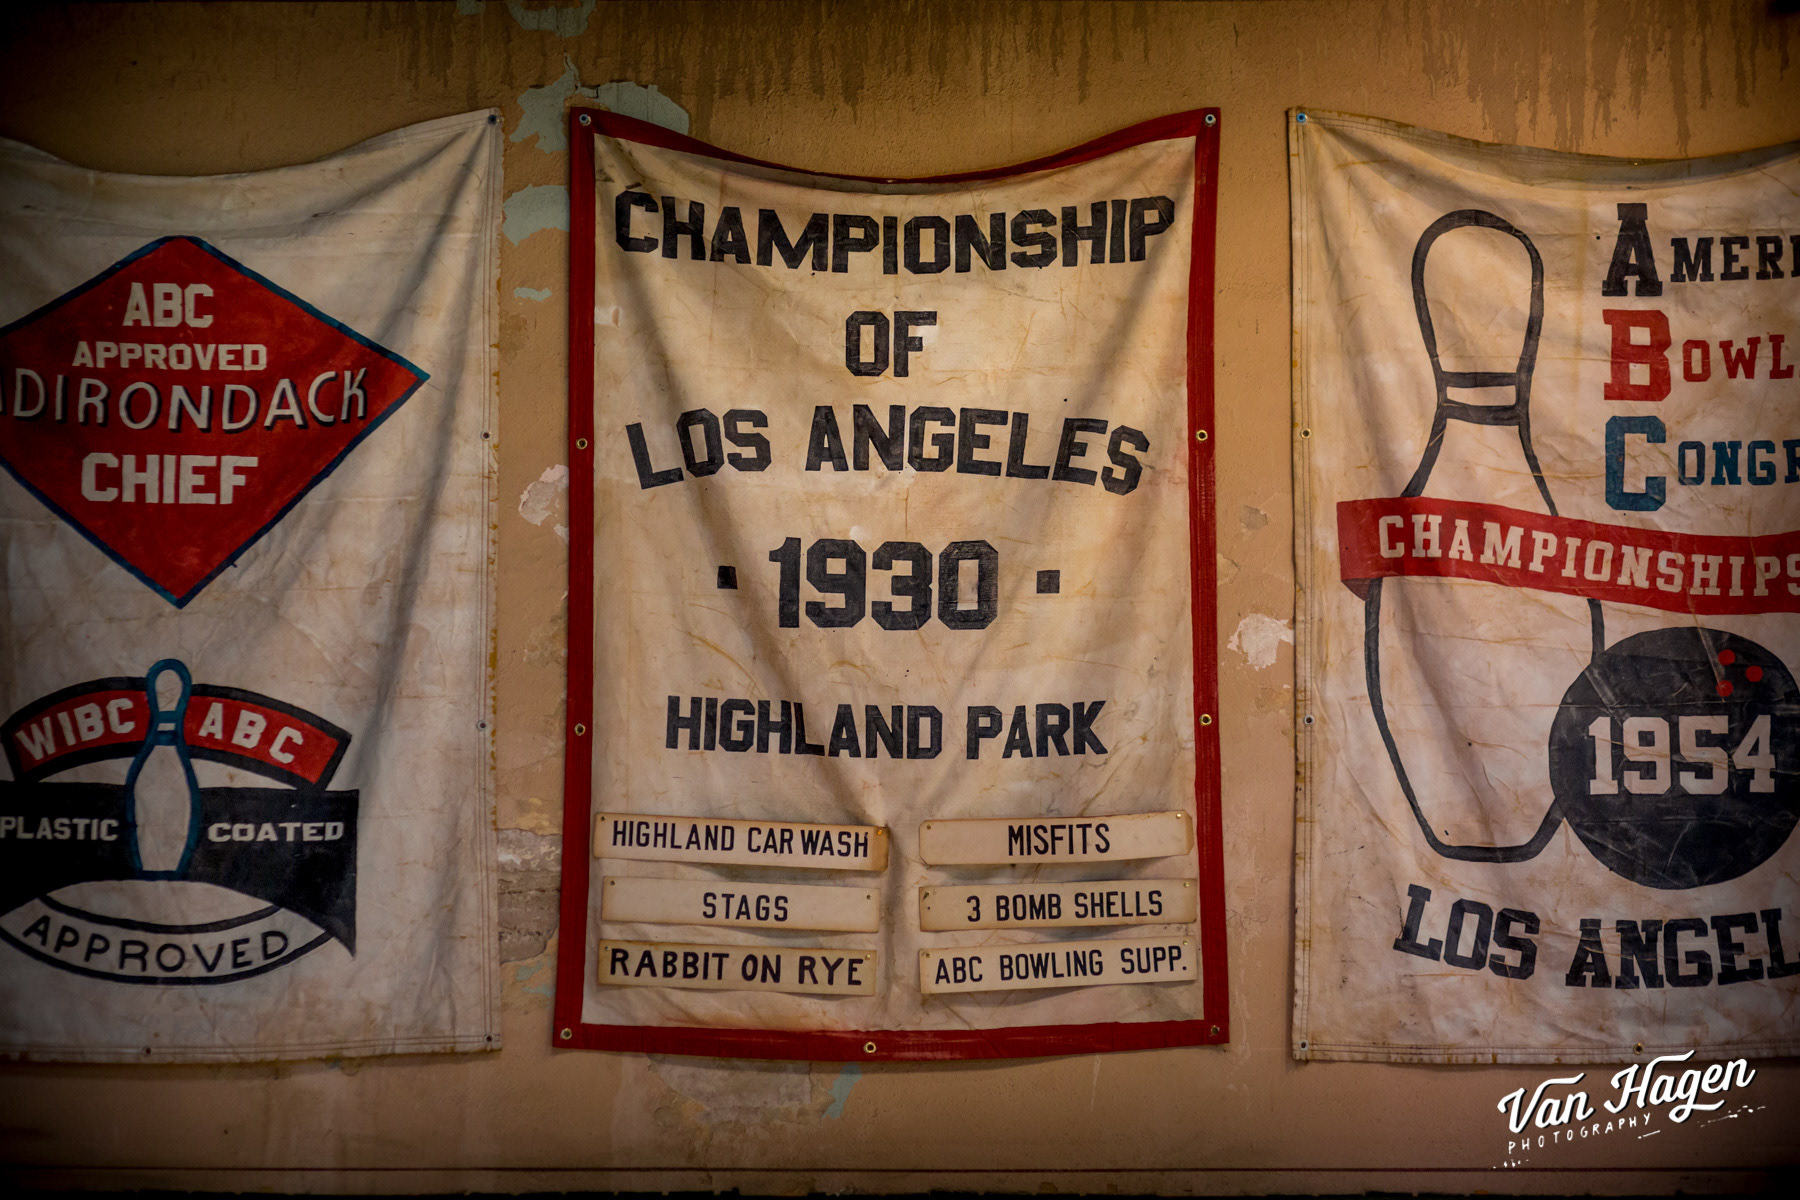 ABC
APPROVED
ADIRONDACK
CHIEF
WIBC ABC
PLASTIC COATED
APPROVED
CHAMPIONSHIP
OF
LOS ANGELES
· 1930 ·
HIGHLAND PARK
HIGHLAND CAR WASH
STAGS
RABBIT ON RYE
MISFITS
3 BOMB SHELLS
ABC BOWLING SUPP.
AMERI
BOWL
CONGR
CHAMPIONSHIPS
1954
LOS ANGEL
Van Hagen
PHOTOGRAPHY